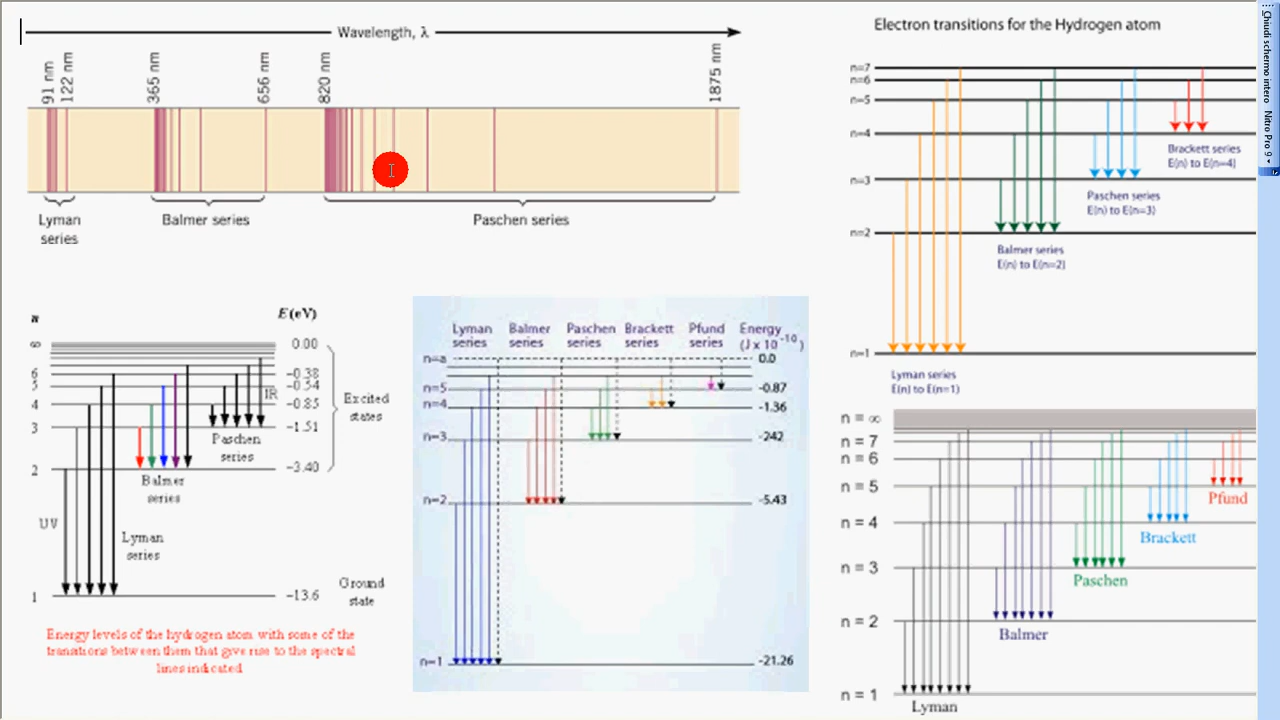 Wavelength, λ
91 nm
122 nm
365 nm
656 nm
820 nm
1875 nm
Lyman
series
Balmer series
Paschen series
Electron transitions for the Hydrogen atom
n=7
n=6
n=5
n=4
n=3
n=2
n=1
Brackett series
E(n) to E(n=4)
Paschen series
E(n) to E(n=3)
Balmer series
E(n) to E(n=2)
Lyman series
E(n) to E(n=1)
n
E (eV)
∞
0.00
6
-0.38
5
-0.54
IR
4
-0.85
3
-1.51
2
-3.40
1
-13.6
Excited
states
Paschen
series
Balmer
series
UV
Lyman
series
Ground
state
Energy levels of the hydrogen atom with some of the
transitions between them that give rise to the spectral
lines indicated
Lyman
series
Balmer
series
Paschen
series
Brackett
series
Pfund
series
Energy
(J x 10⁻¹⁰)
n=a
0.0
n=5
-0.87
n=4
-1.36
n=3
-242
n=2
-5.43
n=1
-21.26
n = ∞
n = 7
n = 6
n = 5
n = 4
n = 3
n = 2
n = 1
Pfund
Brackett
Paschen
Balmer
Lyman
Chiudi schermo intero
Nitro Pro 9